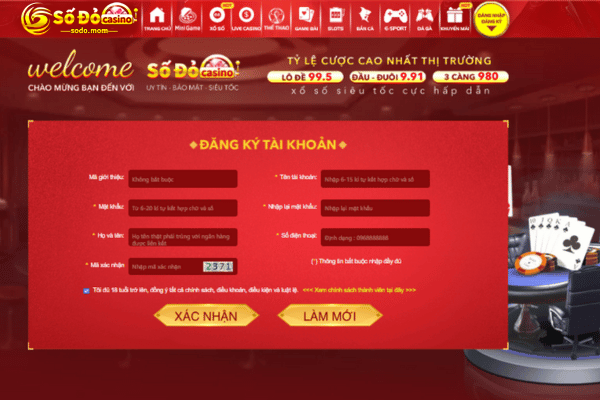 SỐ ĐỎ casino
sodo.mom
TRANG CHỦ
Mini Game
HOT
XỔ SỐ
LIVE CASINO
THỂ THAO
GAME BÀI
SLOTS
BẮN CÁ
E-SPORT
ĐÁ GÀ
HOT
KHUYẾN MÃI
ĐĂNG NHẬP
ĐĂNG KÝ
welcome
CHÀO MỪNG BẠN ĐẾN VỚI
SỐ ĐỎ casino
UY TÍN - BẢO MẬT - SIÊU TỐC
TỶ LỆ CƯỢC CAO NHẤT THỊ TRƯỜNG
LÔ ĐỀ 99.5
ĐẦU - ĐUÔI 9.91
3 CÀNG 980
xổ số siêu tốc cực hấp dẫn
ĐĂNG KÝ TÀI KHOẢN
Mã giới thiệu: Không bắt buộc
* Tên tài khoản: Nhập 6-15 kí tự kết hợp chữ và số
* Mật khẩu: Từ 6-20 kí tự kết hợp chữ và số
* Nhập lại mật khẩu: Nhập lại mật khẩu
* Họ và tên: Họ tên thật phải trùng với ngân hàng
được liên kết
* Số điện thoại: Định dạng : 0988888888
* Mã xác nhận Nhập mã xác nhận 2371
(*) Thông tin bắt buộc nhập đầy đủ
Tôi đủ 18 tuổi trở lên, đồng ý tất cả chính sách, điều khoản, điều kiện và luật lệ. <<< Xem chính sách thành viên tại đây >>>
XÁC NHẬN
LÀM MỚI